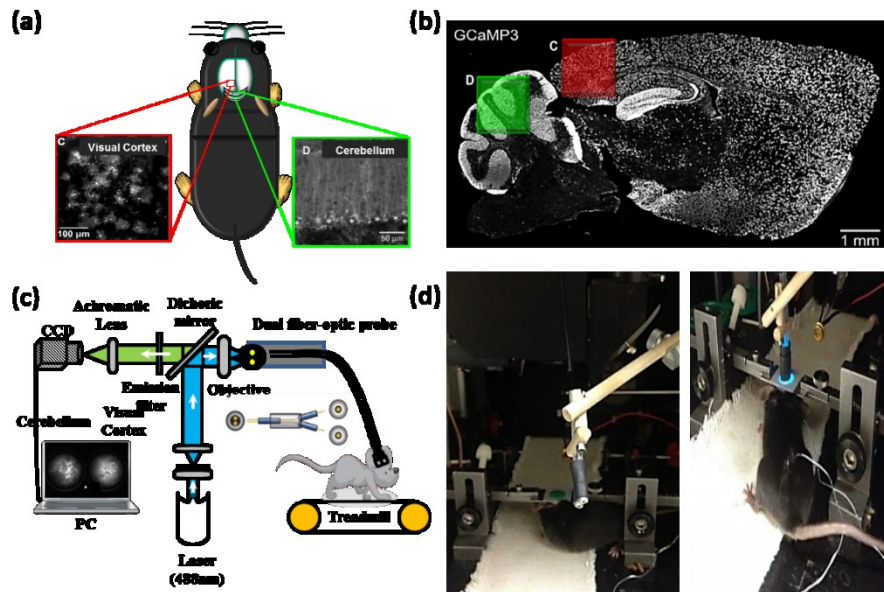 (a)
C
Visual Cortex
100 µm
D
Cerebellum
50 µm
(b)
GCaMP3
C
D
1 mm
(c)
CCD
Achromatic
Lens
Dichoric
mirror
Dual fiber-optic probe
Emission
filter
Objective
Cerebellum
Visual
Cortex
PC
Laser
(488nm)
Treadmill
(d)